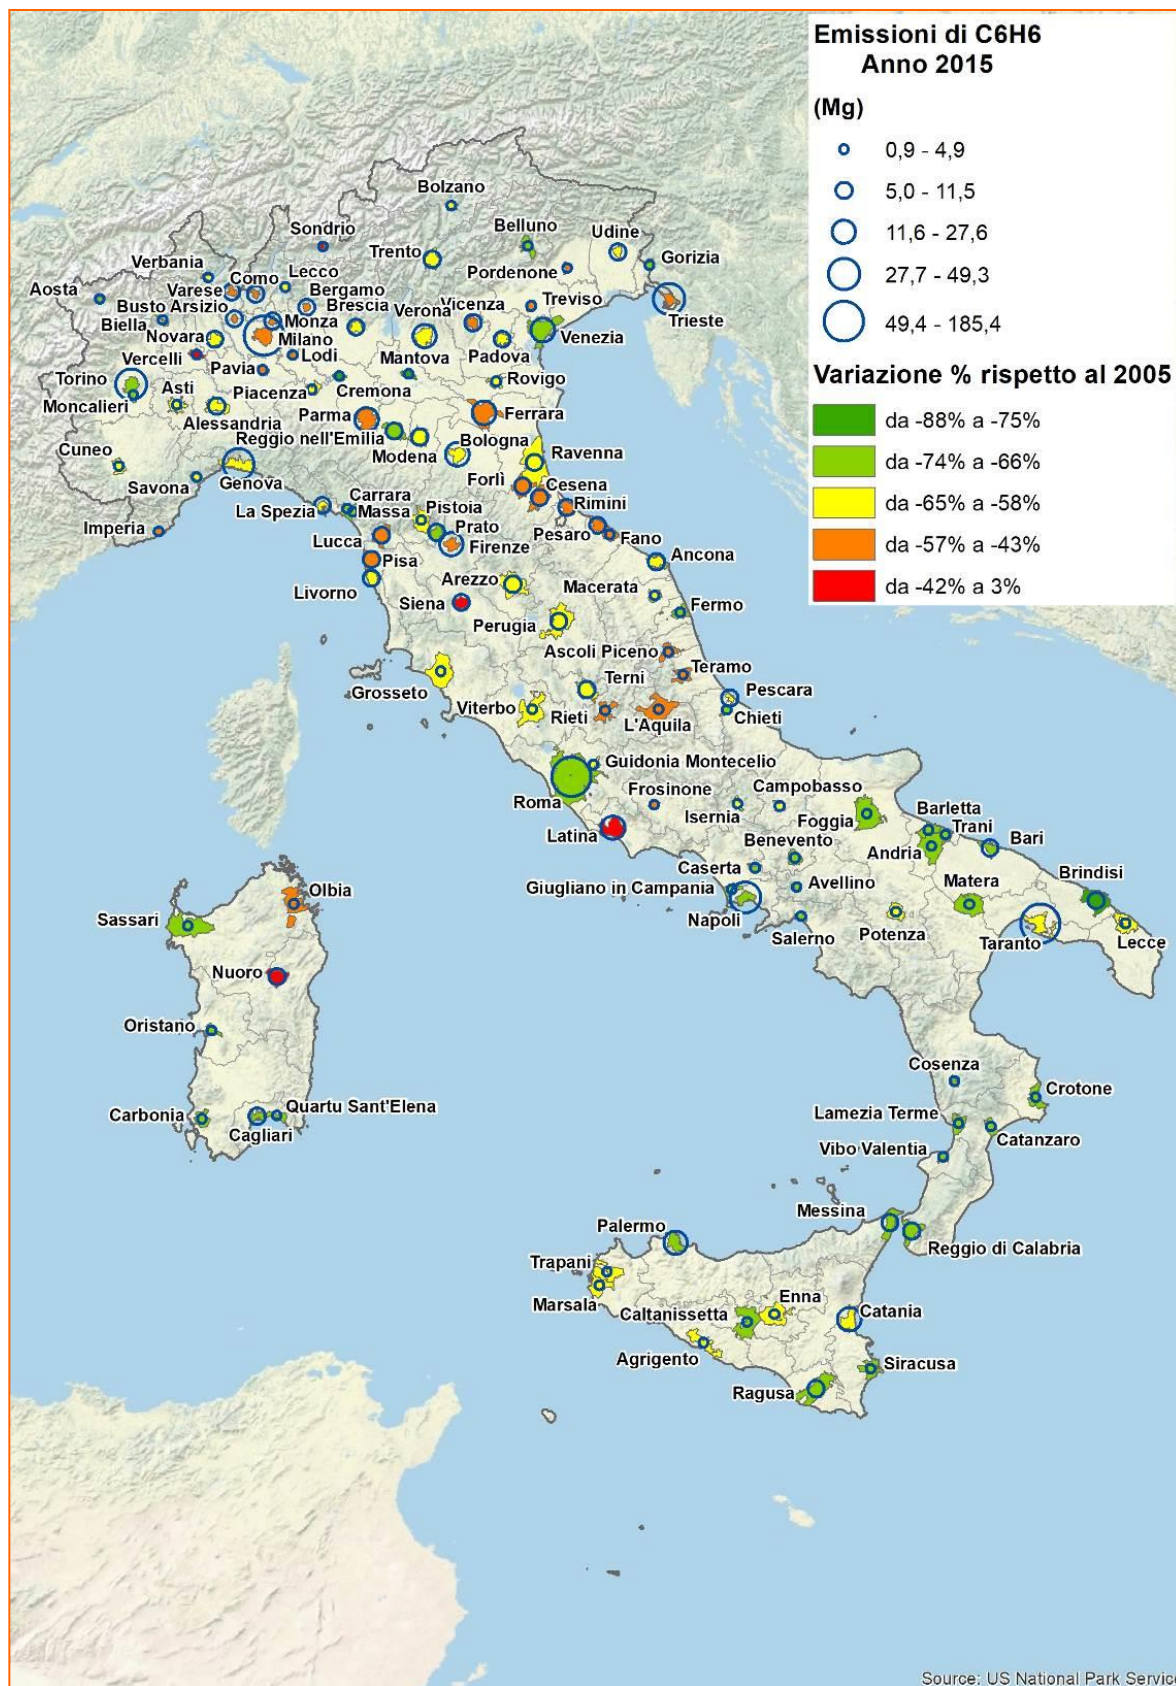 Emissioni di C6H6
Anno 2015
(Mg)
0,9 - 4,9
5,0 - 11,5
11,6 - 27,6
27,7 - 49,3
49,4 - 185,4
Variazione % rispetto al 2005
da -88% a -75%
da -74% a -66%
da -65% a -58%
da -57% a -43%
da -42% a 3%
Bolzano
Sondrio
Belluno
Udine
Trento
Verbania
Pordenone
Gorizia
Como
Lecco
Aosta
Varese
Bergamo
Busto Arsizio
Brescia
Verona
Vicenza
Treviso
Trieste
Biella
Monza
Novara
Milano
Venezia
Vercelli
Lodi
Mantova
Padova
Pavia
Torino
Asti
Piacenza
Cremona
Rovigo
Moncalieri
Parma
Ferrara
Alessandria
Reggio nell'Emilia
Bologna
Cuneo
Modena
Ravenna
Savona
Genova
Forlì
Cesena
Carrara
La Spezia
Massa
Pistoia
Rimini
Imperia
Prato
Pesaro
Fano
Lucca
Firenze
Pisa
Ancona
Livorno
Arezzo
Macerata
Siena
Fermo
Perugia
Ascoli Piceno
Teramo
Grosseto
Terni
Pescara
Viterbo
Rieti
L'Aquila
Chieti
Guidonia Montecelio
Roma
Frosinone
Campobasso
Isernia
Foggia
Barletta
Trani
Latina
Benevento
Andria
Bari
Caserta
Brindisi
Giugliano in Campania
Avellino
Matera
Olbia
Napoli
Sassari
Salerno
Potenza
Taranto
Lecce
Nuoro
Oristano
Cosenza
Crotone
Carbonia
Quartu Sant'Elena
Lamezia Terme
Cagliari
Catanzaro
Vibo Valentia
Messina
Palermo
Reggio di Calabria
Trapani
Enna
Marsala
Caltanissetta
Catania
Agrigento
Siracusa
Ragusa
Source: US National Park Service